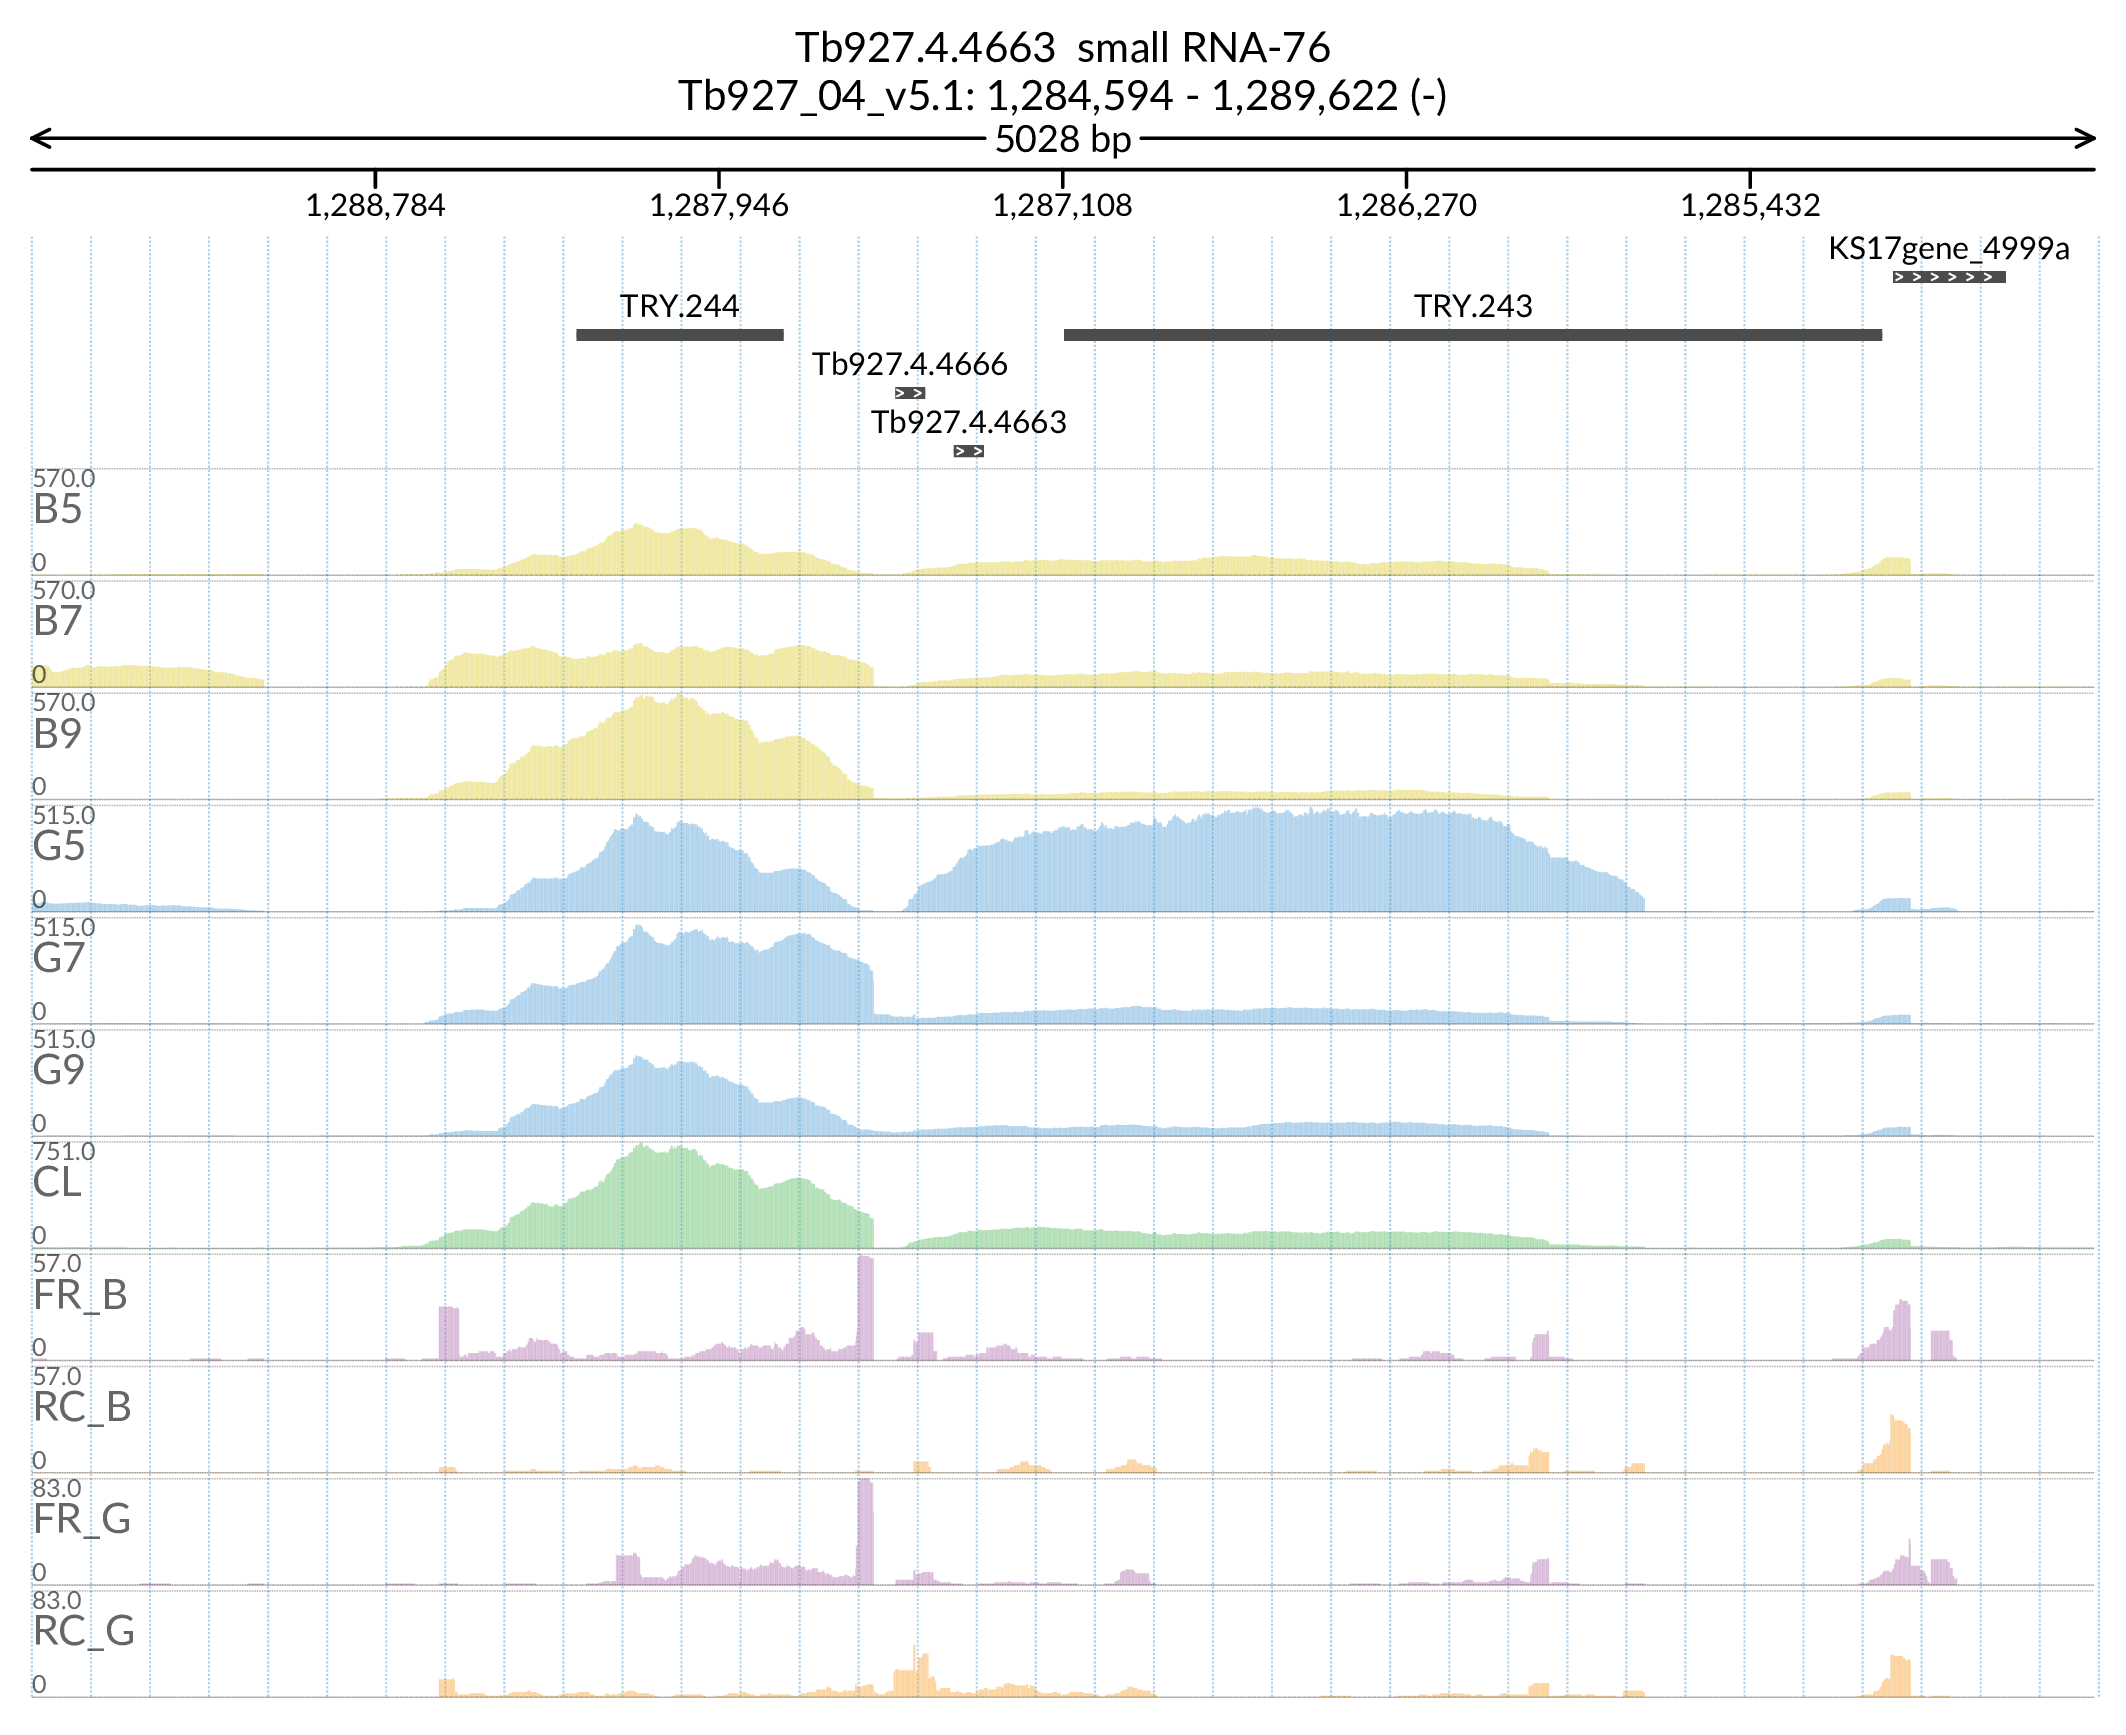 Tb927.4.4663 small RNA-76
Tb927_04_v5.1: 1,284,594 - 1,289,622 (-)
5028 bp
1,288,784 1,287,946 1,287,108 1,286,270 1,285,432
KS17gene_4999a
TRY.244 TRY.243
Tb927.4.4666
Tb927.4.4663
570.0
B5
0
570.0
B7
0
570.0
B9
0
515.0
G5
0
515.0
G7
0
515.0
G9
0
751.0
CL
0
57.0
FR_B
0
57.0
RC_B
0
83.0
FR_G
0
83.0
RC_G
0